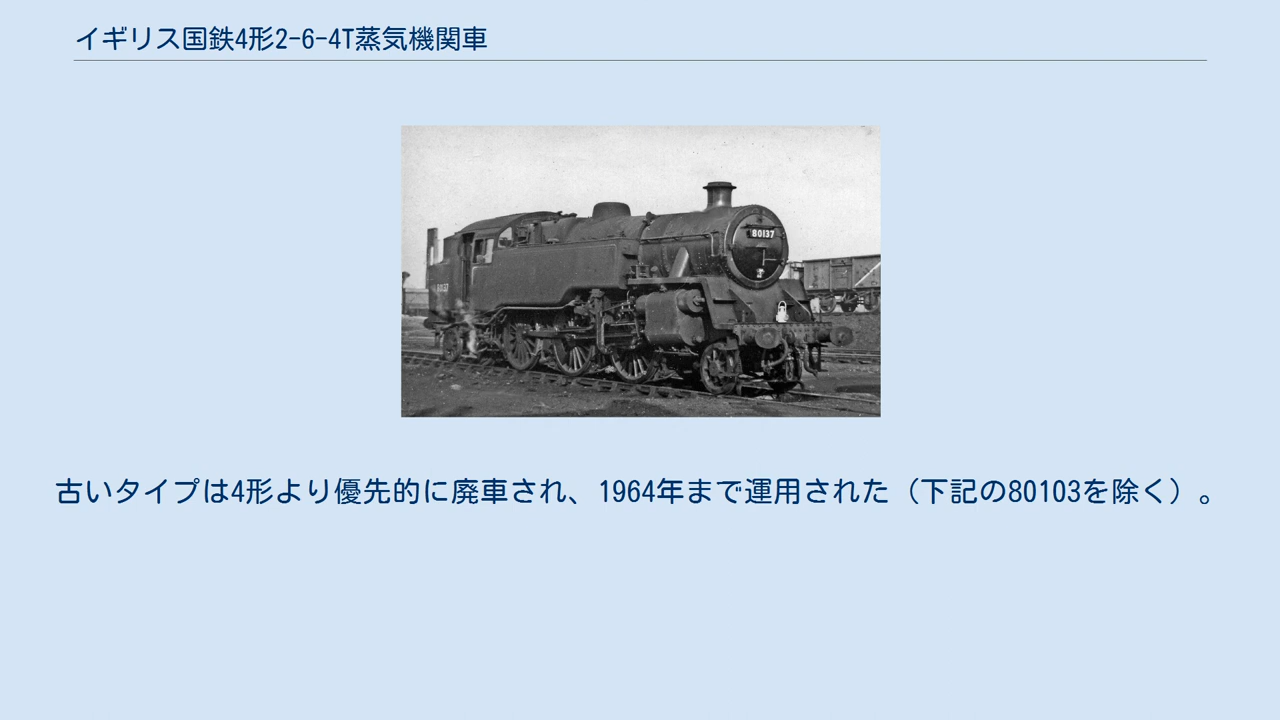 イギリス国鉄4形2-6-4T蒸気機関車
80137
80137
古いタイプは4形より優先的に廃車され、1964年まで運用された（下記の80103を除く）。